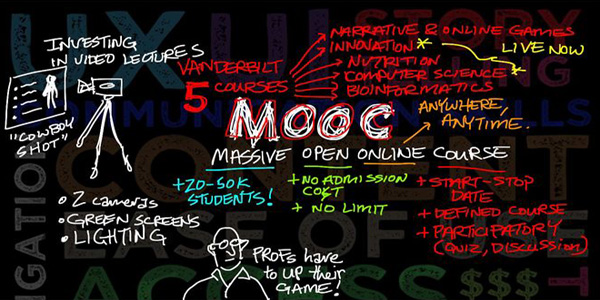 INVESTING
IN VIDEO LECTURES
"COWBOY
SHOT"
• 2 cameras
• GREEN SCREENS
• LIGHTING
VANDERBILT
5 COURSES
NARRATIVE & ONLINE GAMES
INNOVATION *
NUTRITION
COMPUTER SCIENCE *
BIOINFORMATICS
LIVE NOW
MOOC
ANYWHERE,
ANYTIME.
MASSIVE OPEN ONLINE COURSE
+20-50K
STUDENTS!
+NO ADMISSION
COST
+ NO LIMIT
+ START-STOP
DATE
+ DEFINED COURSE
+ PARTICIPATORY
(QUIZ, DISCUSSION)
PROFS have
to UP their
GAME!
UX
UI
STORY
CONTENT
EASE OF USE
ACCESS
$$$